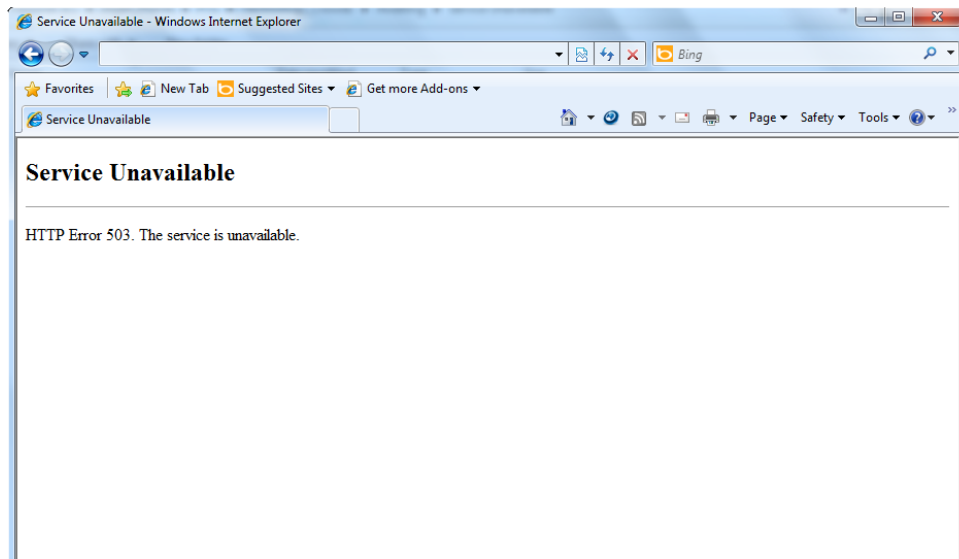 Service Unavailable - Windows Internet Explorer
Bing
Favorites New Tab Suggested Sites Get more Add-ons
Service Unavailable Page Safety Tools
Service Unavailable
HTTP Error 503. The service is unavailable.